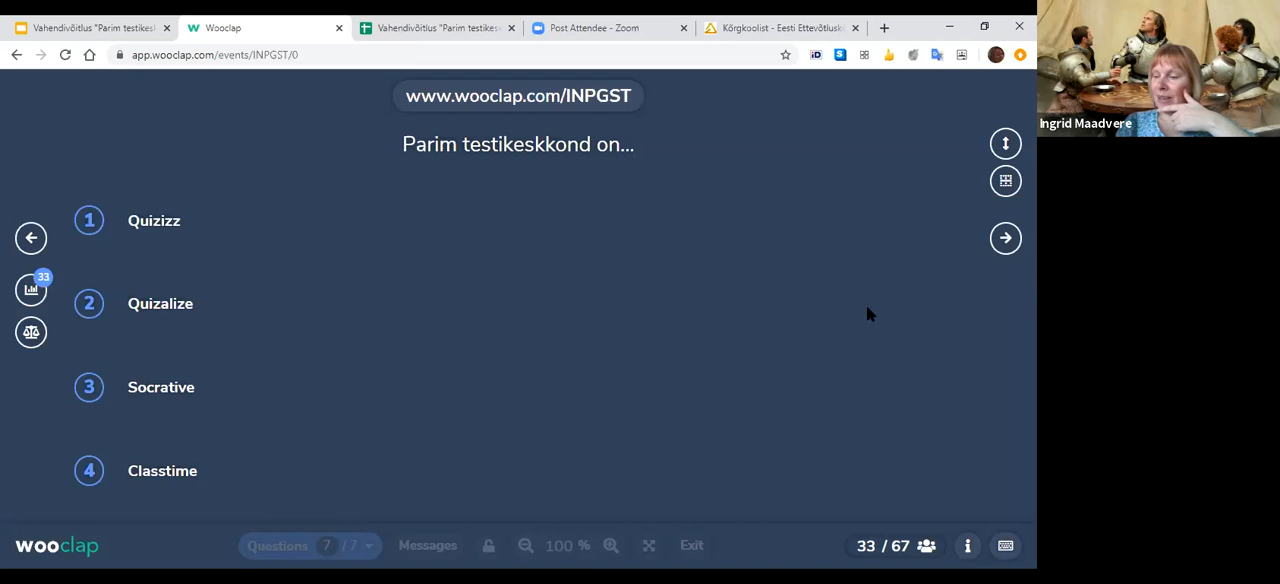 Vahendivõitlus "Parim testikesk
Wooclap
Vahendivõitlus "Parim testikes
Post Attendee - Zoom
Kõrgkoolist - Eesti Ettevõtlusk
app.wooclap.com/events/INPGST/0
Ingrid Maadvere
www.wooclap.com/INPGST
Parim testikeskkond on...
1 Quizizz
2 Quizalize
33
3 Socrative
4 Classtime
wooclap
Questions 7 / 7
Messages
100 %
Exit
33 / 67